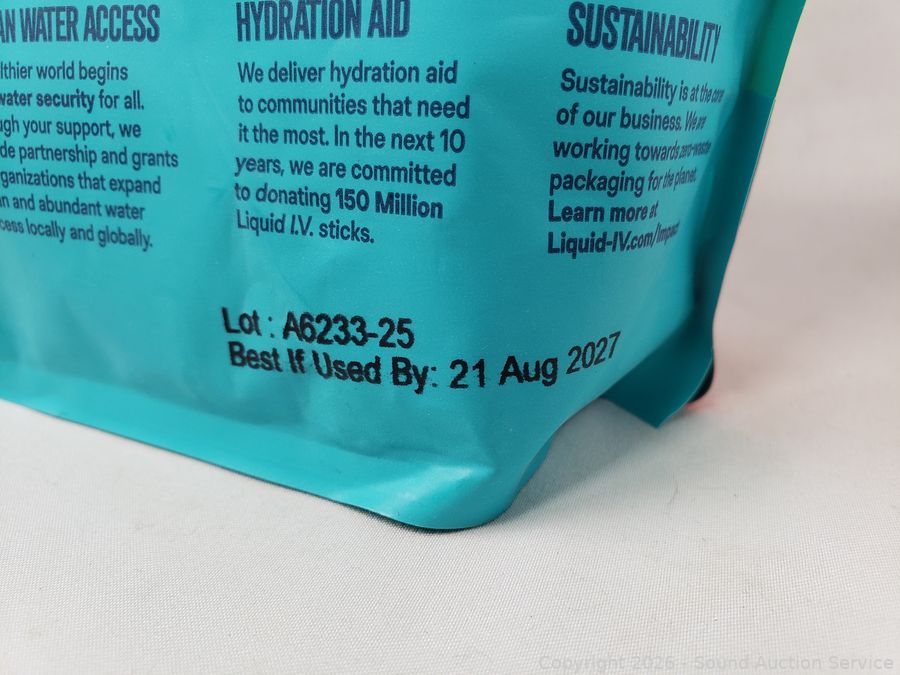 AN WATER ACCESS
lthier world begins
water security for all.
ugh your support, we
de partnership and grants
ganizations that expand
n and abundant water
cess locally and globally.
HYDRATION AID
We deliver hydration aid
to communities that need
it the most. In the next 10
years, we are committed
to donating 150 Million
Liquid I.V. sticks.
SUSTAINABILITY
Sustainability is at the core
of our business. We are
working towards zero-waste
packaging for the planet.
Learn more at
Liquid-IV.com/Impact
Lot : A6233-25
Best If Used By: 21 Aug 2027
Copyright 2026 - Sound Auction Service